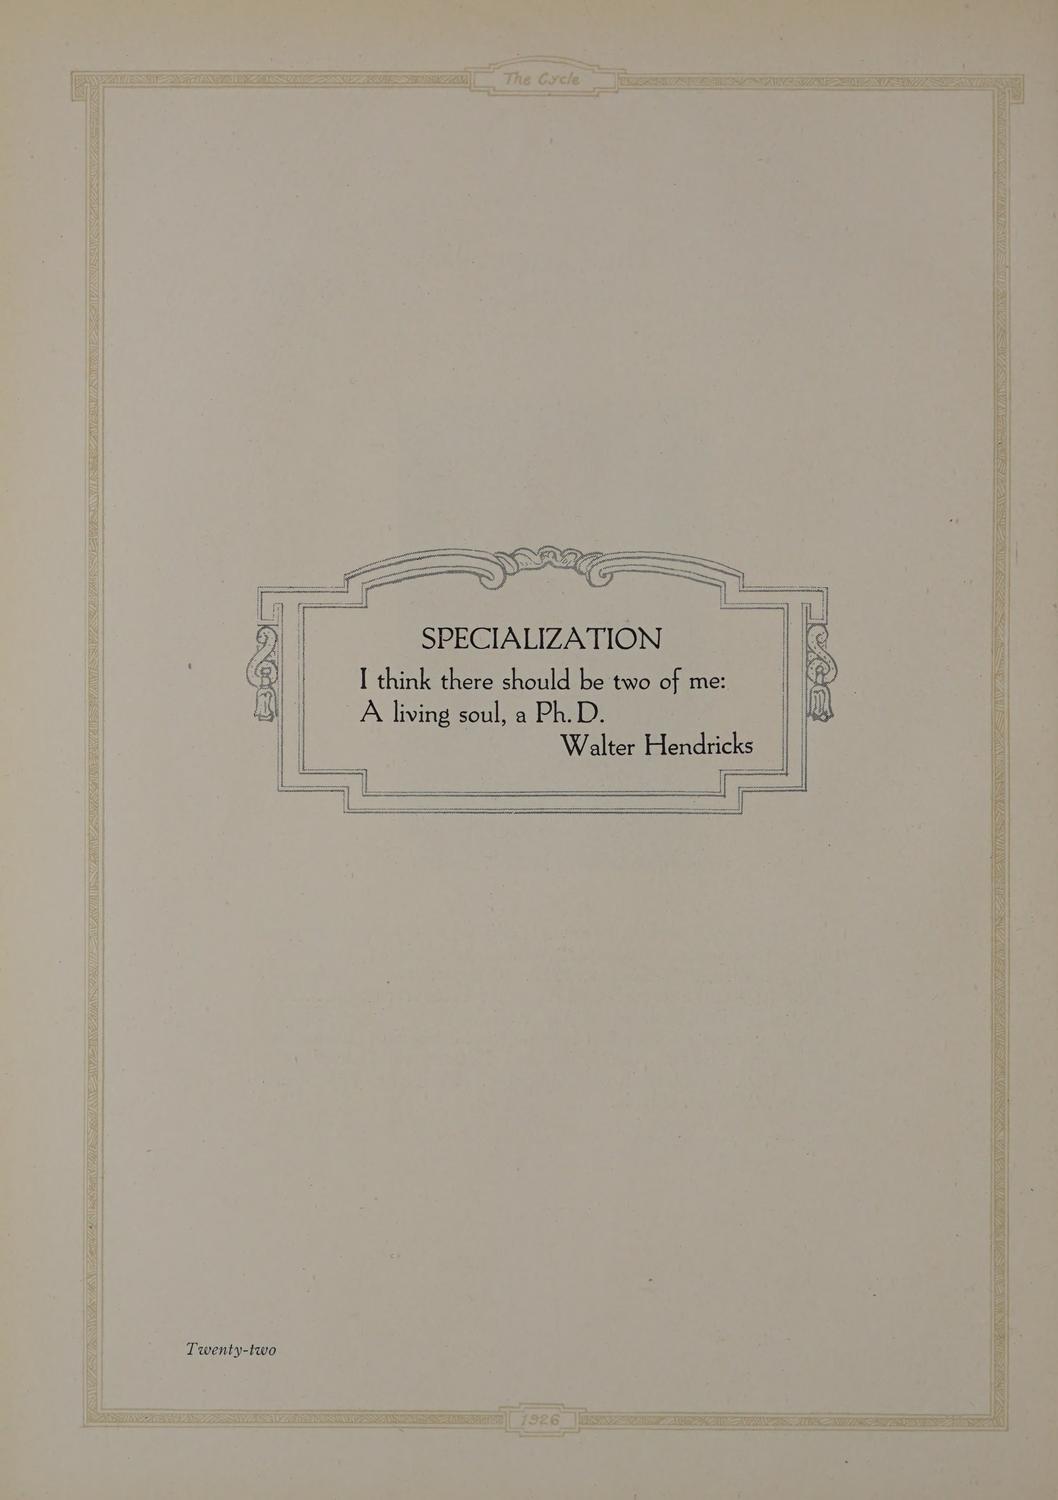 The Cycle
SPECIALIZATION
I think there should be two of me:
A living soul, a Ph. D.
Walter Hendricks
Twenty-two
1926